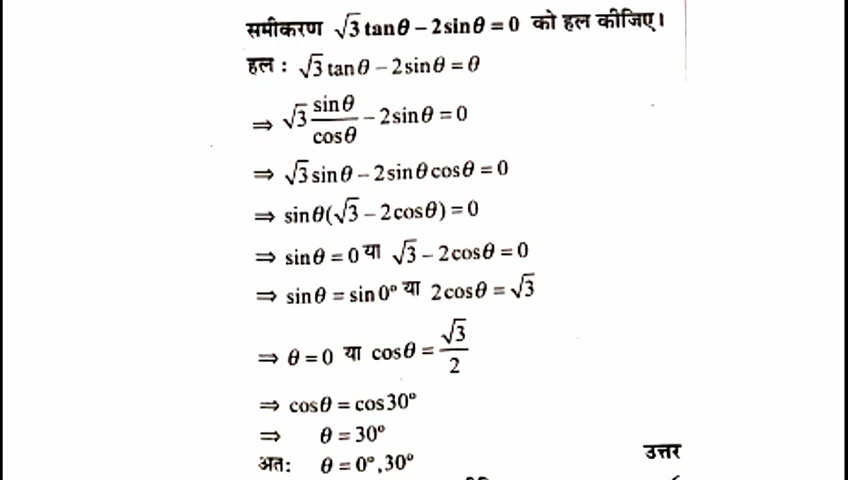 समीकरण √3 tanθ – 2sinθ = 0 को हल कीजिए।
हल : √3 tanθ – 2sinθ = θ
⇒ √3 sinθ/cosθ – 2sinθ = 0
⇒ √3 sinθ – 2sinθcosθ = 0
⇒ sinθ(√3 – 2cosθ) = 0
⇒ sinθ = 0 या √3 – 2cosθ = 0
⇒ sinθ = sin0° या 2cosθ = √3
⇒ θ = 0 या cosθ = √3/2
⇒ cosθ = cos30°
⇒ θ = 30°
अतः θ = 0°, 30° उत्तर